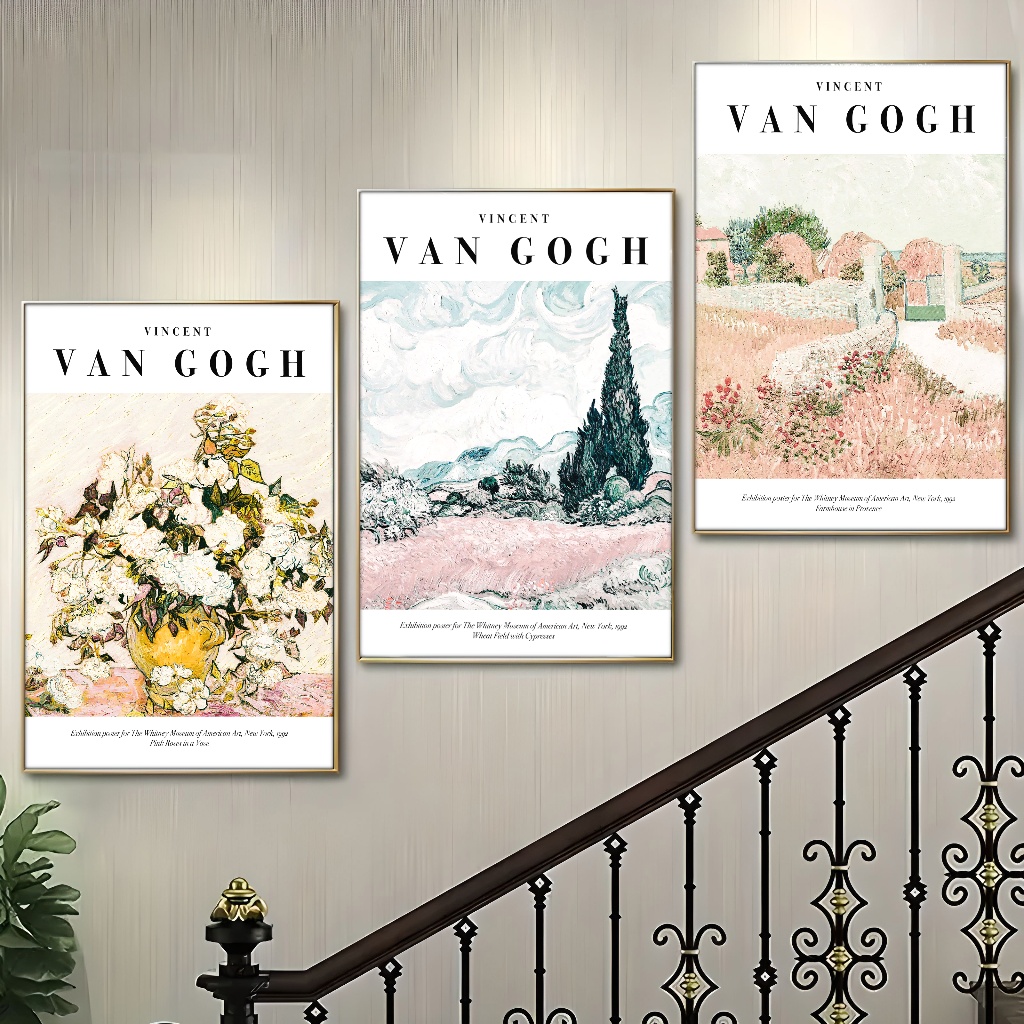 VINCENT
VAN GOGH
Exhibition poster for The Whitney Museum of American Art, New York, 1992
Pink Roses in a Vase
VINCENT
VAN GOGH
Exhibition poster for The Whitney Museum of American Art, New York, 1992
Wheat Field with Cypresses
VINCENT
VAN GOGH
Exhibition poster for The Whitney Museum of American Art, New York, 1992
Farmhouse in Provence